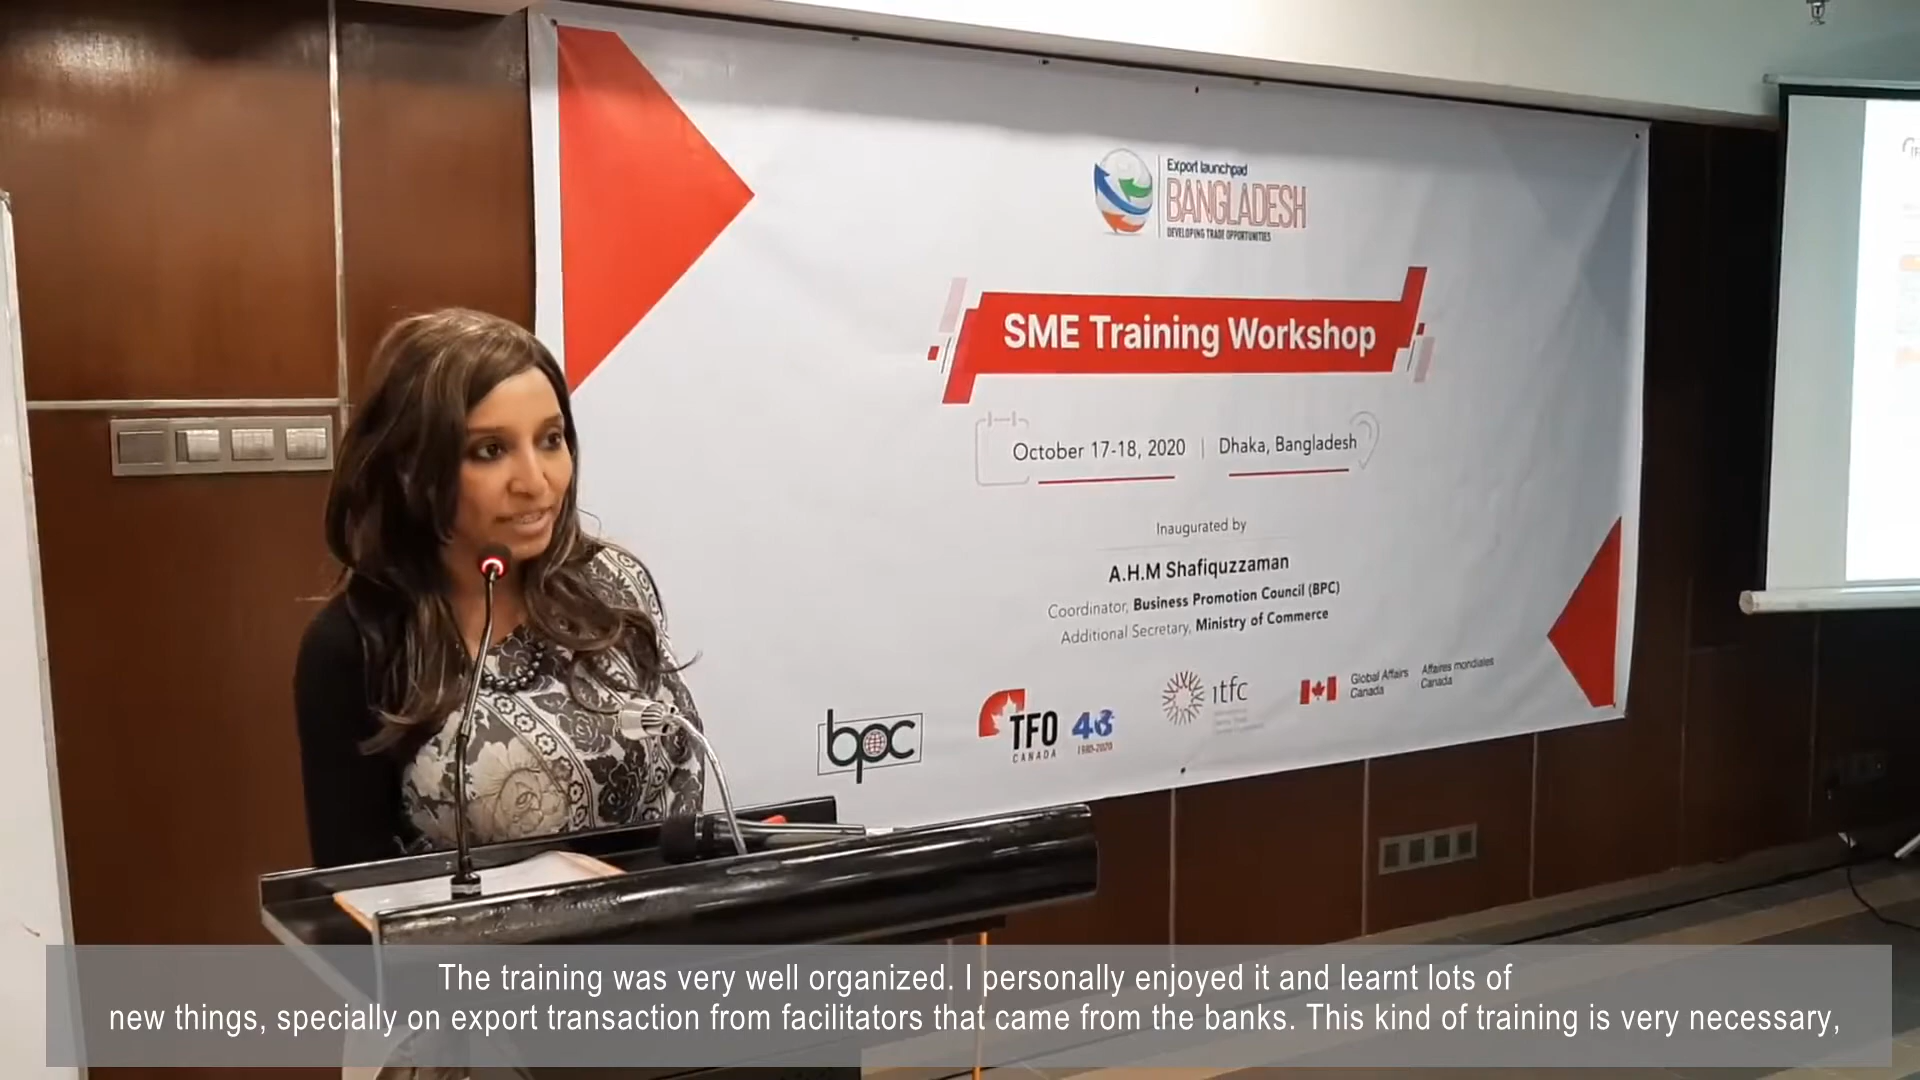 Export launchpad
BANGLADESH
DEVELOPING TRADE OPPORTUNITIES
SME Training Workshop
October 17-18, 2020 | Dhaka, Bangladesh
Inaugurated by
A.H.M Shafiquzzaman
Coordinator, Business Promotion Council (BPC)
Additional Secretary, Ministry of Commerce
bpc
TFO
CANADA
40
1980-2020
itfc
Global Affairs
Canada
Affaires mondiales
Canada
The training was very well organized. I personally enjoyed it and learnt lots of
new things, specially on export transaction from facilitators that came from the banks. This kind of training is very necessary,